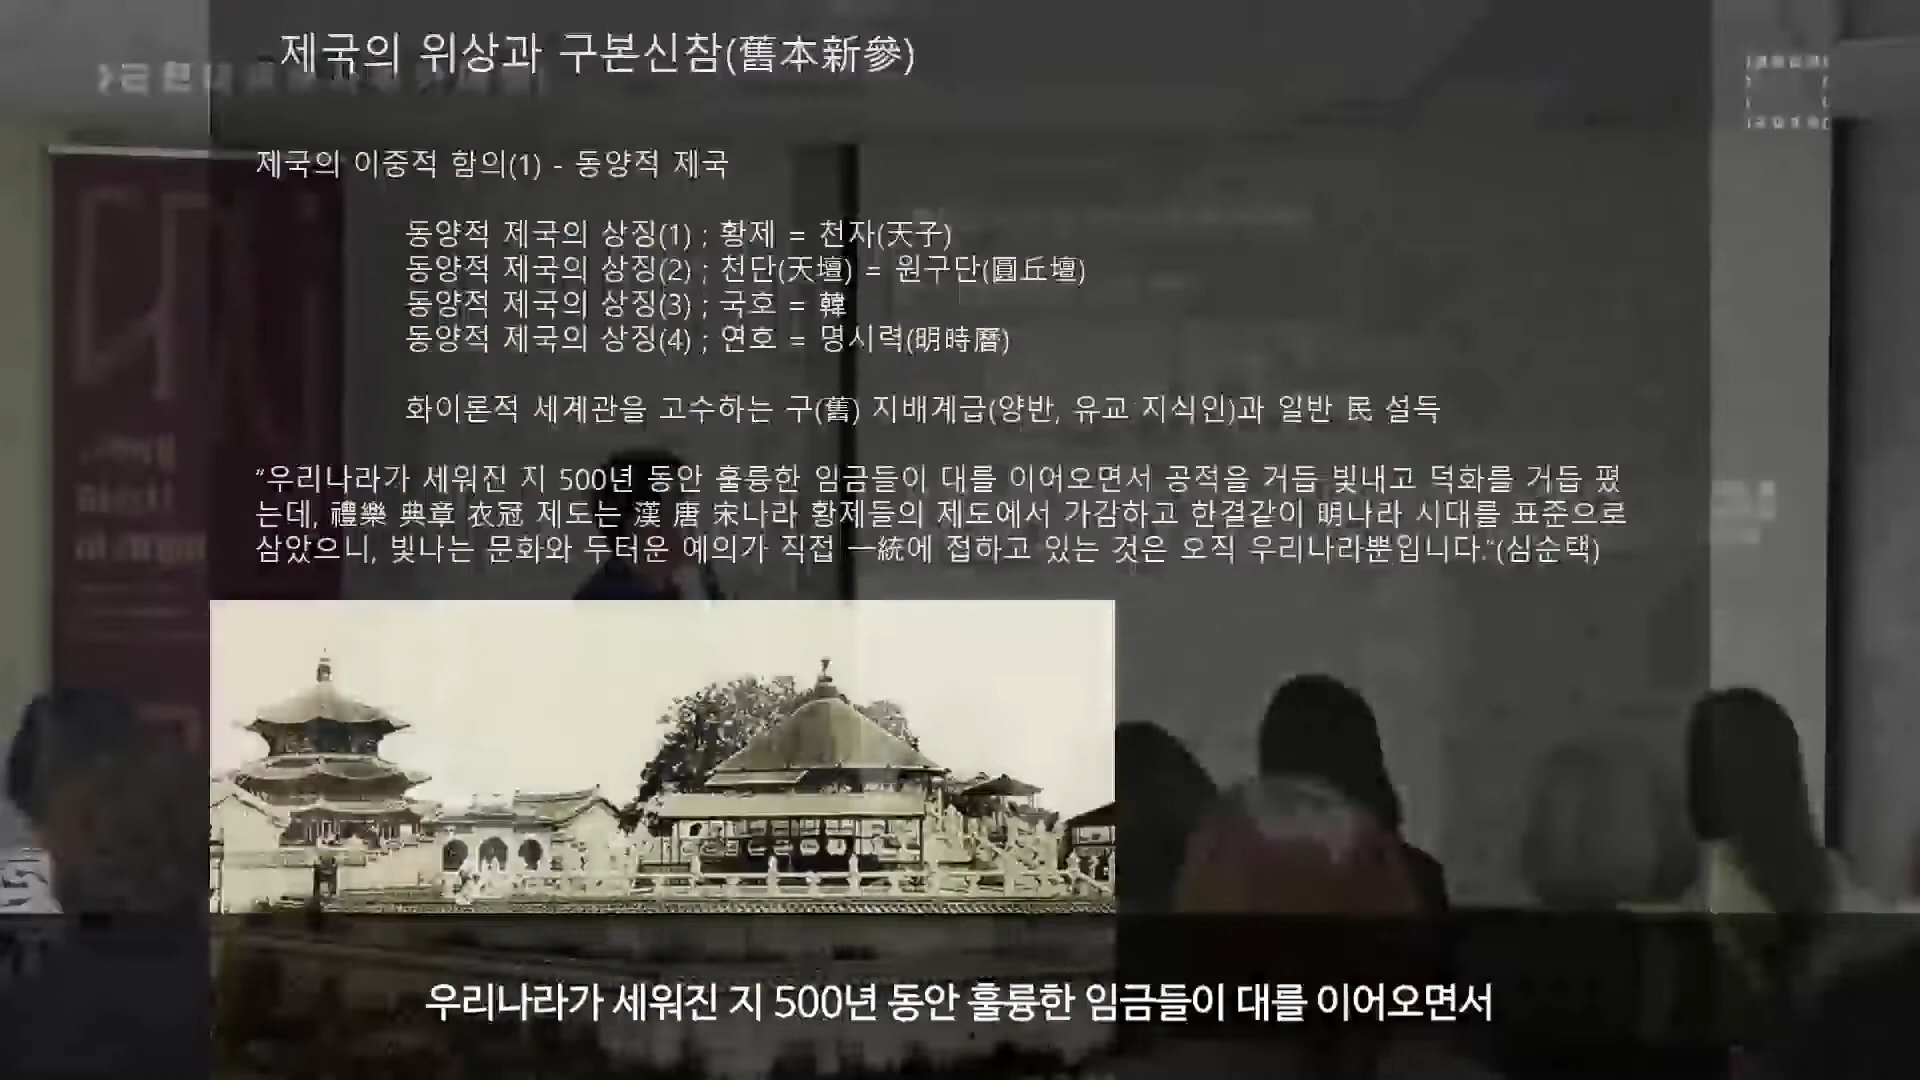 제국의 위상과 구본신참(舊本新參)
제국의 이중적 함의(1) - 동양적 제국
동양적 제국의 상징(1) ; 황제 = 천자(天子)
동양적 제국의 상징(2) ; 천단(天壇) = 원구단(圓丘壇)
동양적 제국의 상징(3) ; 국호 = 韓
동양적 제국의 상징(4) ; 연호 = 명시력(明時曆)
화이론적 세계관을 고수하는 구(舊) 지배계급(양반, 유교 지식인)과 일반 民 설득
“우리나라가 세워진 지 500년 동안 훌륭한 임금들이 대를 이어오면서 공적을 거듭 빛내고 덕화를 거듭 폈
는데, 禮樂 典章 衣冠 제도는 漢 唐 宋나라 황제들의 제도에서 가감하고 한결같이 明나라 시대를 표준으로
삼았으니, 빛나는 문화와 두터운 예의가 직접 一統에 접하고 있는 것은 오직 우리나라뿐입니다.”(심순택)
우리나라가 세워진 지 500년 동안 훌륭한 임금들이 대를 이어오면서